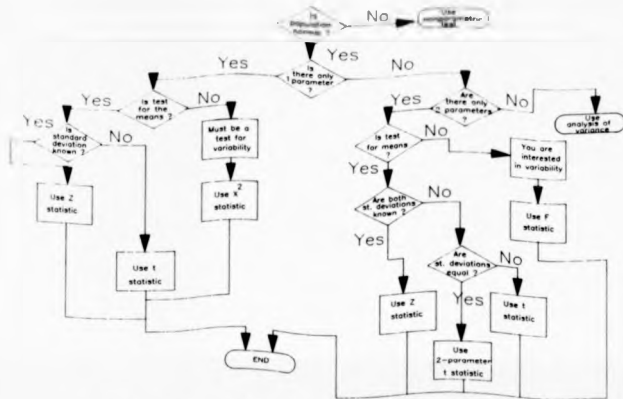 Is
population
normal ?
No
Use
test
Yes
Is
there only
1 parameter
?
Yes
No
Is test
for the
means ?
Are
there only
2 parameters
?
Yes
No
Yes
No
Is
standard
deviation
known ?
Must be a
test for
variability
Is test
for means
?
You are
interested
in variability
Use
analysis of
variance
Yes
No
Yes
No
Use Z
statistic
Use x²
statistic
Are both
st. deviations
known ?
Use F
statistic
Yes
No
Use t
statistic
Are
st. deviations
equal ?
Yes
No
Use Z
statistic
Use t
statistic
Use
2-parameter
t statistic
END